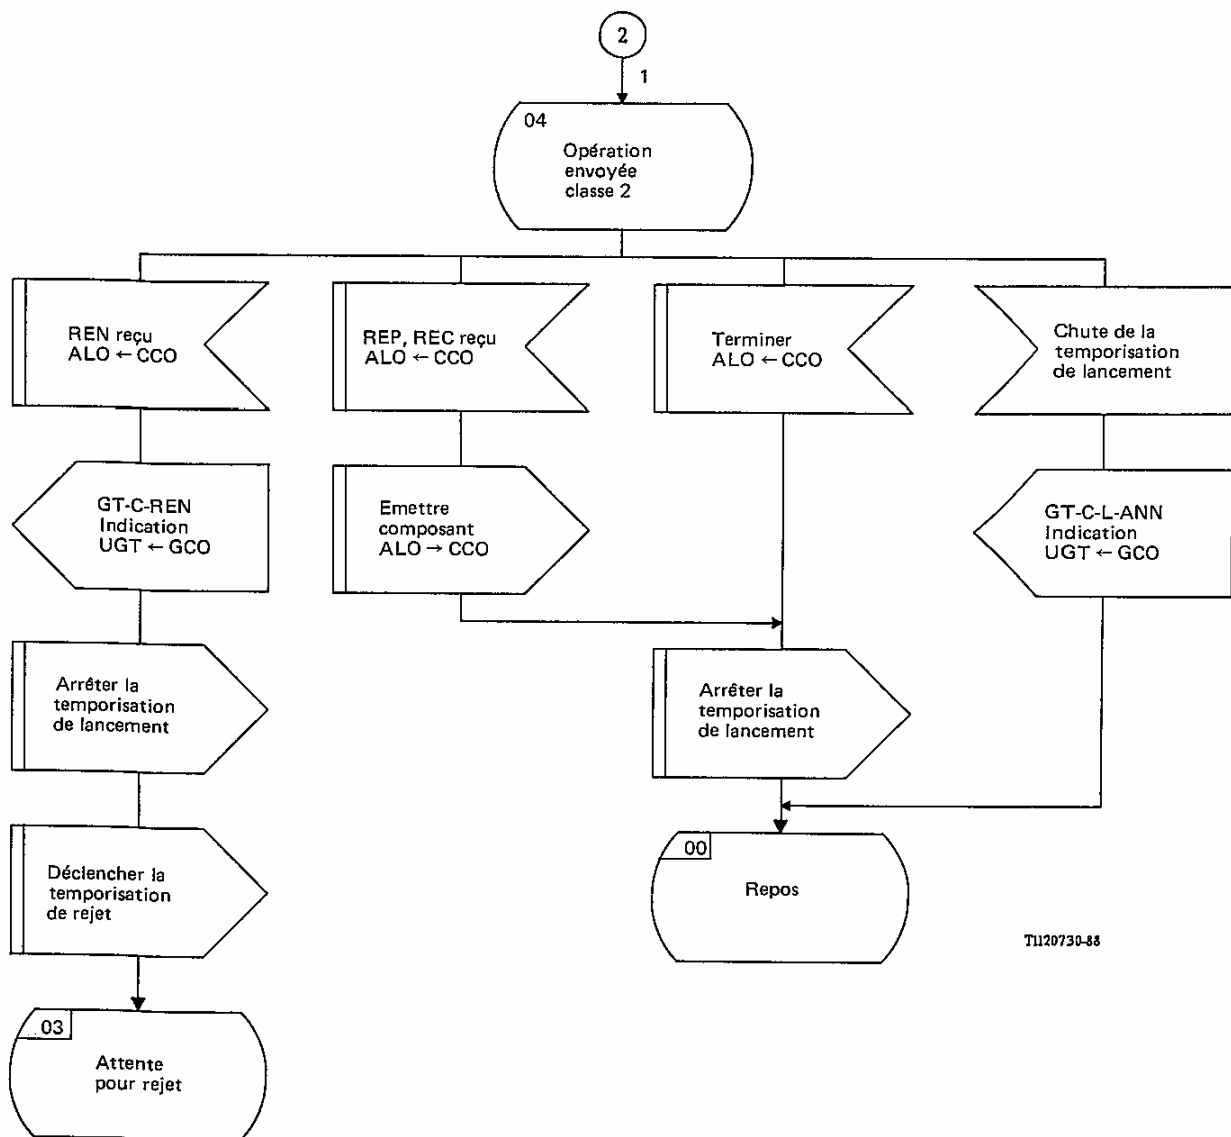 2
1
04
Opération
envoyée
classe 2
REN reçu
ALO ← CCO
REP, REC reçu
ALO ← CCO
Terminer
ALO ← CCO
Chute de la
temporisation
de lancement
GT-C-REN
Indication
UGT ← GCO
Emettre
composant
ALO → CCO
GT-C-L-ANN
Indication
UGT ← GCO
Arrêter la
temporisation
de lancement
Arrêter la
temporisation
de lancement
Déclencher la
temporisation
de rejet
00
Repos
T1120730-88
03
Attente
pour rejet